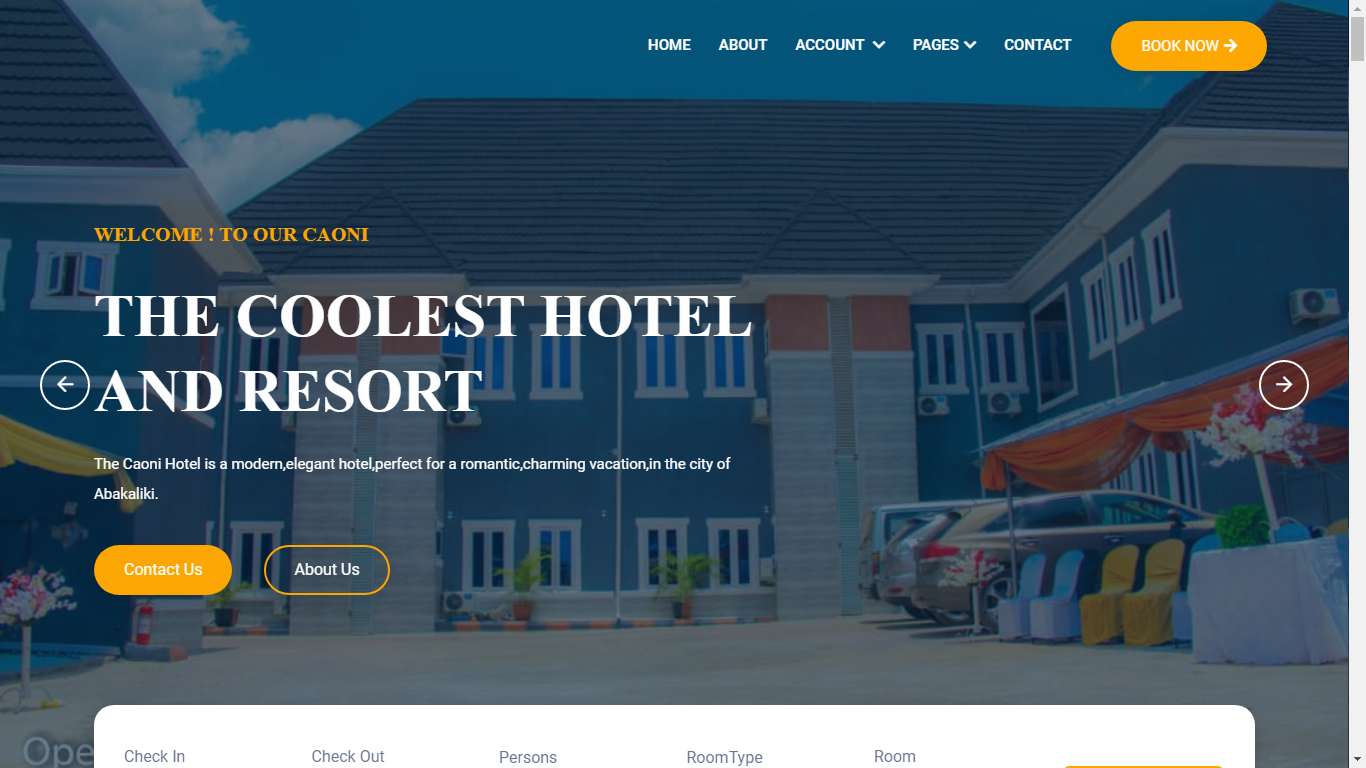 HOME ABOUT ACCOUNT PAGES CONTACT BOOK NOW
WELCOME ! TO OUR CAONI
THE COOLEST HOTEL
AND RESORT
The Caoni Hotel is a modern,elegant hotel,perfect for a romantic,charming vacation,in the city of
Abakaliki.
Contact Us About Us
Check In Check Out Persons RoomType Room